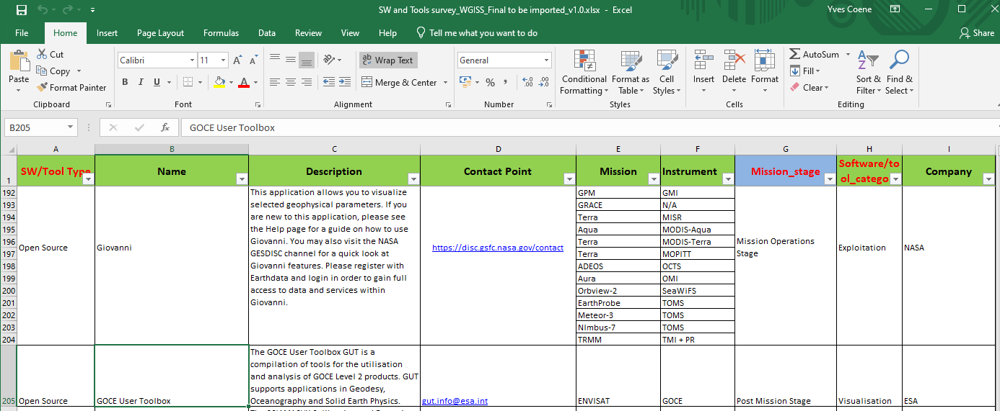 SW and Tools survey_WGISS_Final to be imported_v1.0.xlsx - Excel
Yves Coene
File Home Insert Page Layout Formulas Data Review View Help Tell me what you want to do Share
Paste
Cut
Copy
Format Painter
Clipboard
Calibri 11
B I U
Font
Wrap Text
Merge & Center
Alignment
General
Number
Conditional Formatting
Format as Table
Cell Styles
Styles
Insert Delete Format
Cells
AutoSum
Fill
Clear
Sort & Filter
Find & Select
Editing
B205 fx GOCE User Toolbox
A B C D E F G H I
1 SW/Tool Type Name Description Contact Point Mission Instrument Mission_stage Software/to
ol_catego Company
192
193
194
195
196
197
198
199
200
201
202
203
204
Open Source
Giovanni
This application allows you to visualize
selected geophysical parameters. If you
are new to this application, please see
the Help page for a guide on how to use
Giovanni. You may also visit the NASA
GESDISC channel for a quick look at
Giovanni features. Please register with
Earthdata and login in order to gain full
access to data and services within
Giovanni.
https://disc.gsfc.nasa.gov/contact
GPM GMI
GRACE N/A
Terra MISR
Aqua MODIS-Aqua
Terra MODIS-Terra
Terra MOPITT
ADEOS OCTS
Aura OMI
Orbview-2 SeaWiFS
EarthProbe TOMS
Meteor-3 TOMS
NImbus-7 TOMS
TRMM TMI + PR
Mission Operations
Stage
Exploitation
NASA
205 Open Source
GOCE User Toolbox
The GOCE User Toolbox GUT is a
compilation of tools for the utilisation
and analysis of GOCE Level 2 products. GUT
supports applications in Geodesy,
Oceanography and Solid Earth Physics.
gut.info@esa.int
ENVISAT GOCE
Post Mission Stage
Visualisation
ESA